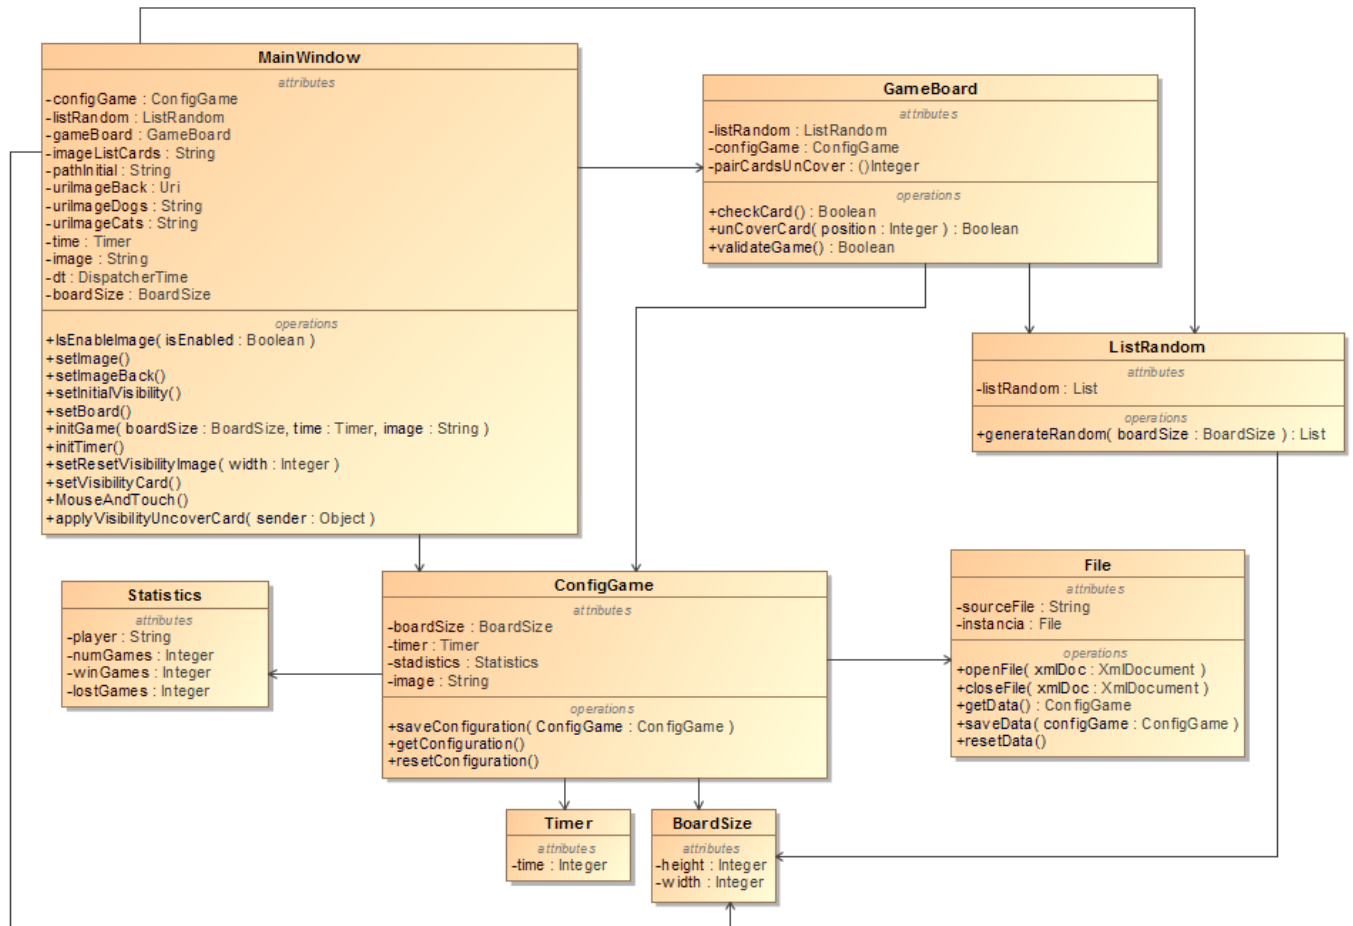 MainWindow
attributes
-configGame : ConfigGame
-listRandom : ListRandom
-gameBoard : GameBoard
-imageListCards : String
-pathInitial : String
-uriImageBack : Uri
-uriImageDogs : String
-uriImageCats : String
-time : Timer
-image : String
-dt : DispatcherTime
-boardSize : BoardSize
operations
+IsEnableImage( isEnabled : Boolean )
+setImage()
+setImageBack()
+setInitialVisibility()
+setBoard()
+initGame( boardSize : BoardSize, time : Timer, image : String )
+initTimer()
+setResetVisibilityImage( width : Integer )
+setVisibilityCard()
+MouseAndTouch()
+applyVisibilityUncoverCard( sender : Object )
GameBoard
attributes
-listRandom : ListRandom
-configGame : ConfigGame
-pairCardsUnCover : ()Integer
operations
+checkCard() : Boolean
+unCoverCard( position : Integer ) : Boolean
+validateGame() : Boolean
ListRandom
attributes
-listRandom : List
operations
+generateRandom( boardSize : BoardSize ) : List
Statistics
attributes
-player : String
-numGames : Integer
-winGames : Integer
-lostGames : Integer
ConfigGame
attributes
-boardSize : BoardSize
-timer : Timer
-stadistics : Statistics
-image : String
operations
+saveConfiguration( ConfigGame : ConfigGame )
+getConfiguration()
+resetConfiguration()
File
attributes
-sourceFile : String
-instancia : File
operations
+openFile( xmlDoc : XmlDocument )
+closeFile( xmlDoc : XmlDocument )
+getData() : ConfigGame
+saveData( configGame : ConfigGame )
+resetData()
Timer
attributes
-time : Integer
BoardSize
attributes
-height : Integer
-width : Integer